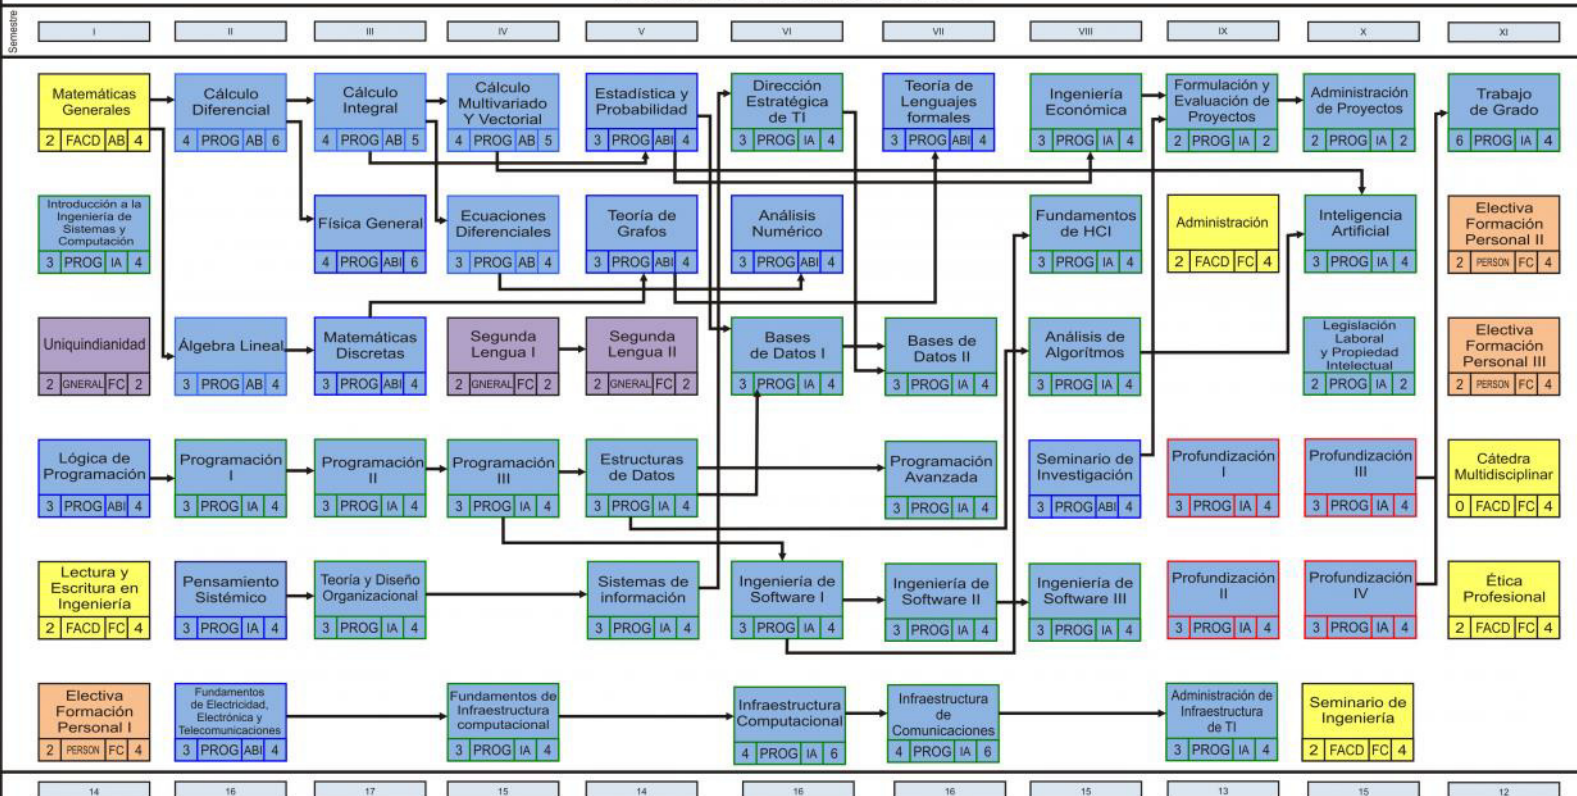 Semestre
I
II
III
IV
V
VI
VII
VIII
IX
X
XI
Matemáticas
Generales
2 FACD AB 4
Cálculo
Diferencial
4 PROG AB 6
Cálculo
Integral
4 PROG AB 5
Cálculo
Multivariado
Y Vectorial
4 PROG AB 5
Estadística y
Probabilidad
3 PROG ABI 4
Dirección
Estratégica
de TI
3 PROG IA 4
Teoría de
Lenguajes
formales
3 PROG ABI 4
Ingeniería
Económica
3 PROG IA 4
Formulación y
Evaluación de
Proyectos
2 PROG IA 2
Administración
de Proyectos
2 PROG IA 2
Trabajo
de Grado
6 PROG IA 4
Introducción a la
Ingeniería de
Sistemas y
Computación
3 PROG IA 4
Física General
4 PROG ABI 6
Ecuaciones
Diferenciales
3 PROG AB 4
Teoría de
Grafos
3 PROG ABI 4
Análisis
Numérico
3 PROG ABI 4
Fundamentos
de HCI
3 PROG IA 4
Administración
2 FACD FC 4
Inteligencia
Artificial
3 PROG IA 4
Electiva
Formación
Personal II
2 PERSON FC 4
Uniquindianidad
2 GNERAL FC 2
Álgebra Lineal
3 PROG AB 4
Matemáticas
Discretas
3 PROG ABI 4
Segunda
Lengua I
2 GNERAL FC 2
Segunda
Lengua II
2 GNERAL FC 2
Bases
de Datos I
3 PROG IA 4
Bases de
Datos II
3 PROG IA 4
Análisis de
Algorítmos
3 PROG IA 4
Legislación
Laboral
y Propiedad
Intelectual
2 PROG IA 2
Electiva
Formación
Personal III
2 PERSON FC 4
Lógica de
Programación
3 PROG ABI 4
Programación
I
3 PROG IA 4
Programación
II
3 PROG IA 4
Programación
III
3 PROG IA 4
Estructuras
de Datos
3 PROG IA 4
Programación
Avanzada
3 PROG IA 4
Seminario de
Investigación
3 PROG ABI 4
Profundización
I
3 PROG IA 4
Profundización
III
3 PROG IA 4
Cátedra
Multidisciplinar
0 FACD FC 4
Lectura y
Escritura en
Ingeniería
2 FACD FC 4
Pensamiento
Sistémico
3 PROG IA 4
Teoría y Diseño
Organizacional
3 PROG IA 4
Sistemas de
información
3 PROG IA 4
Ingeniería de
Software I
3 PROG IA 4
Ingeniería de
Software II
3 PROG IA 4
Ingeniería de
Software III
3 PROG IA 4
Profundización
II
3 PROG IA 4
Profundización
IV
3 PROG IA 4
Ética
Profesional
2 FACD FC 4
Electiva
Formación
Personal I
2 PERSON FC 4
Fundamentos
de Electricidad,
Electrónica y
Telecomunicaciones
3 PROG ABI 4
Fundamentos de
Infraestructura
computacional
3 PROG IA 4
Infraestructura
Computacional
4 PROG IA 6
Infraestructura
de
Comunicaciones
4 PROG IA 6
Administración de
Infraestructura
de TI
3 PROG IA 4
Seminario de
Ingeniería
2 FACD FC 4
14
16
17
15
14
16
16
15
13
15
12